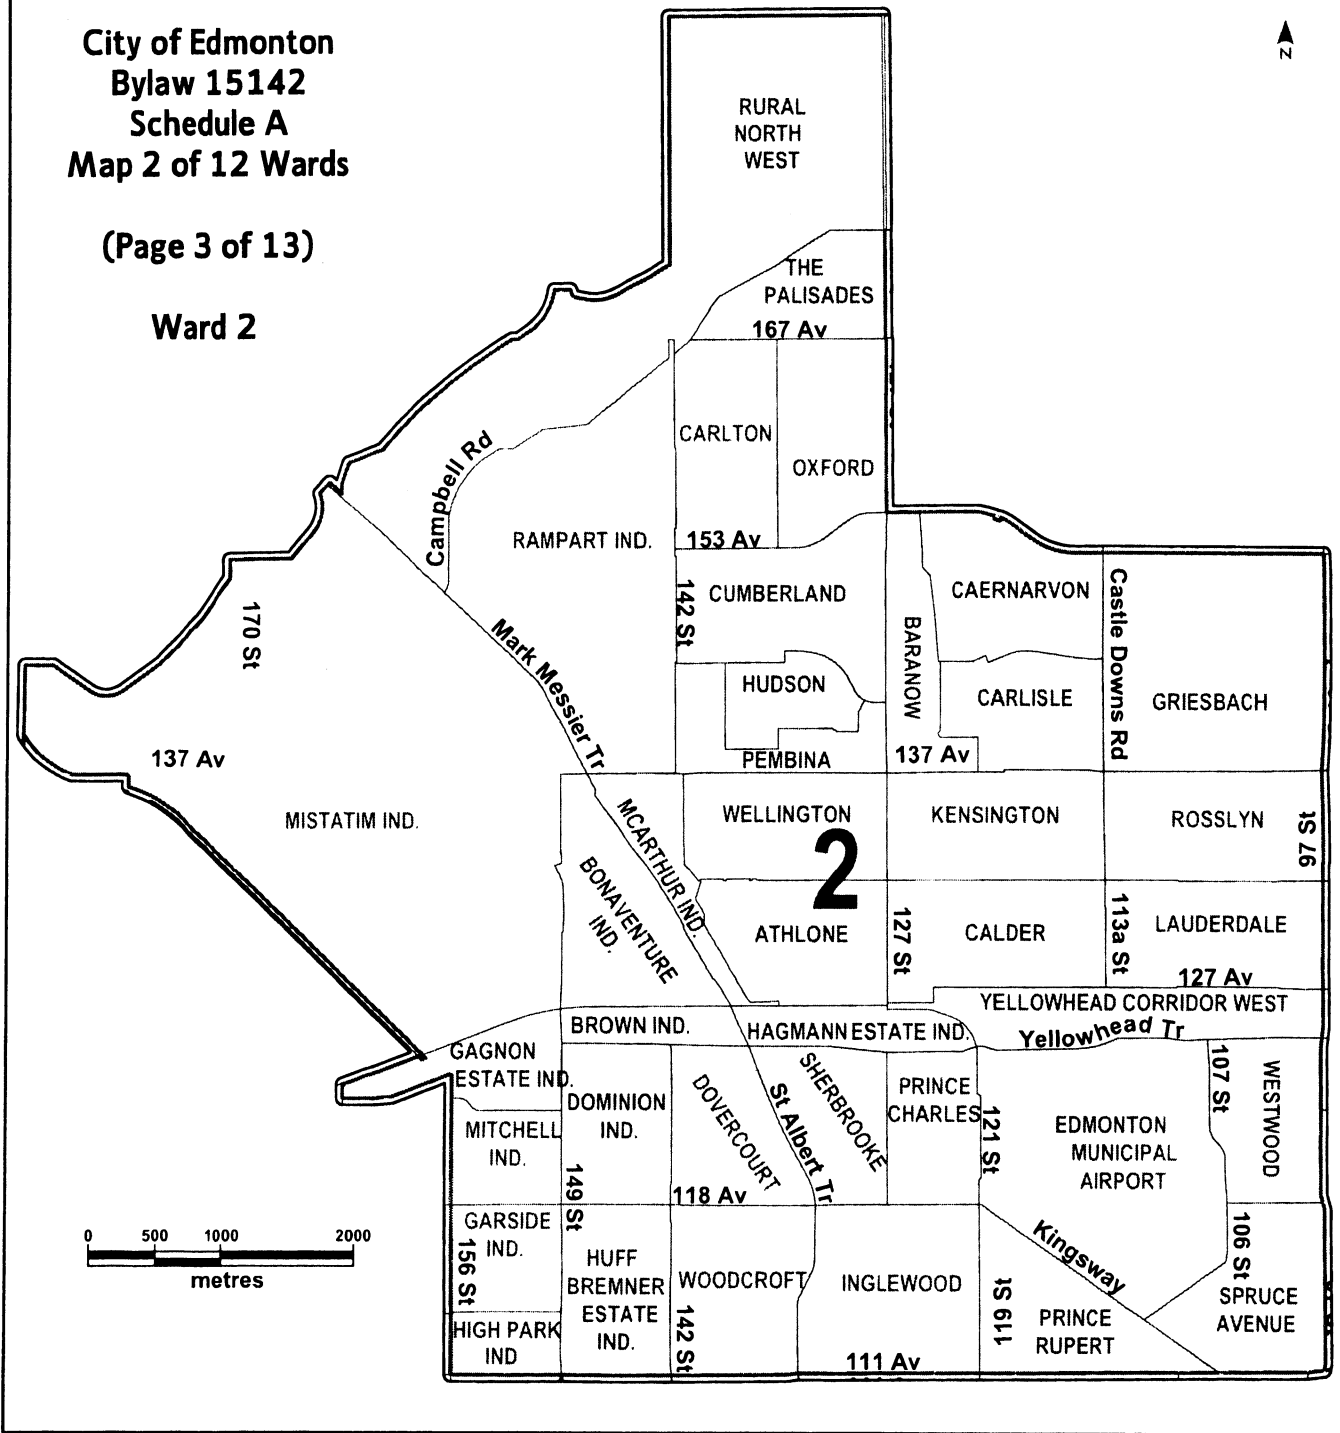 City of Edmonton
Bylaw 15142
Schedule A
Map 2 of 12 Wards
(Page 3 of 13)
Ward 2
N
RURAL
NORTH
WEST
THE
PALISADES
167 Av
CARLTON
OXFORD
Campbell Rd
RAMPART IND.
153 Av
142 St
CUMBERLAND
CAERNARVON
Castle Downs Rd
170 St
Mark Messier Tr
BARANOW
HUDSON
CARLISLE
GRIESBACH
137 Av
PEMBINA
137 Av
MISTATIM IND.
MCARTHUR IND.
WELLINGTON
KENSINGTON
ROSSLYN
97 St
2
BONAVENTURE
IND.
ATHLONE
127 St
CALDER
113a St
LAUDERDALE
127 Av
YELLOWHEAD CORRIDOR WEST
BROWN IND.
HAGMANN ESTATE IND.
Yellowhead Tr
GAGNON
ESTATE IND.
DOMINION
IND.
DOVERCOURT
St Albert Tr
SHERBROOKE
PRINCE
CHARLES
121 St
EDMONTON
MUNICIPAL
AIRPORT
107 St
WESTWOOD
MITCHELL
IND.
149 St
118 Av
GARSIDE
IND.
156 St
HUFF
BREMNER
ESTATE
IND.
WOODCROFT
142 St
INGLEWOOD
119 St
Kingsway
106 St
SPRUCE
AVENUE
PRINCE
RUPERT
HIGH PARK
IND
111 Av
0 500 1000 2000
metres